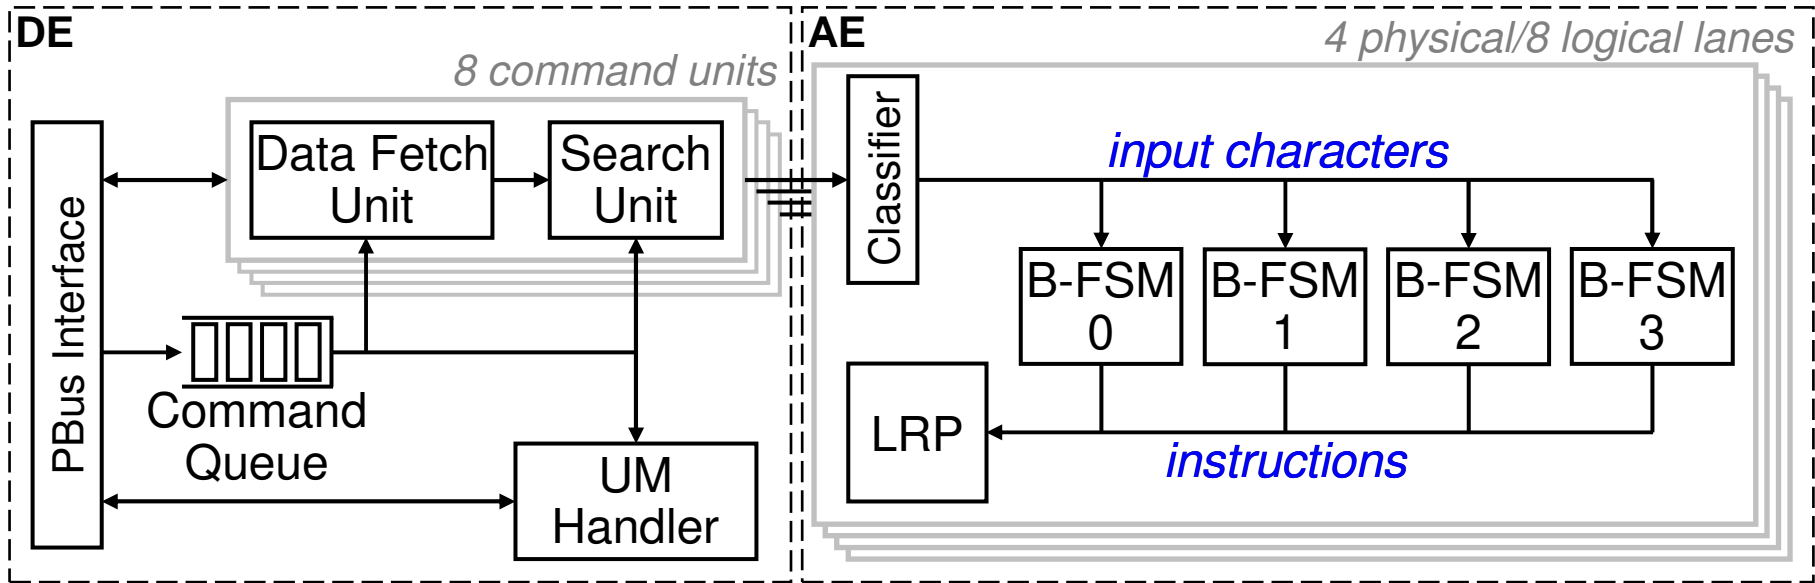 DE
8 command units
PBus Interface
Data Fetch
Unit
Search
Unit
Command
Queue
UM
Handler
AE
4 physical/8 logical lanes
Classifier
input characters
B-FSM
0
B-FSM
1
B-FSM
2
B-FSM
3
LRP
instructions